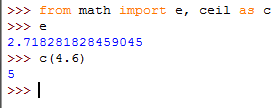 >>> from math import e, ceil as c
>>> e
2.718281828459045
>>> c(4.6)
5
>>>